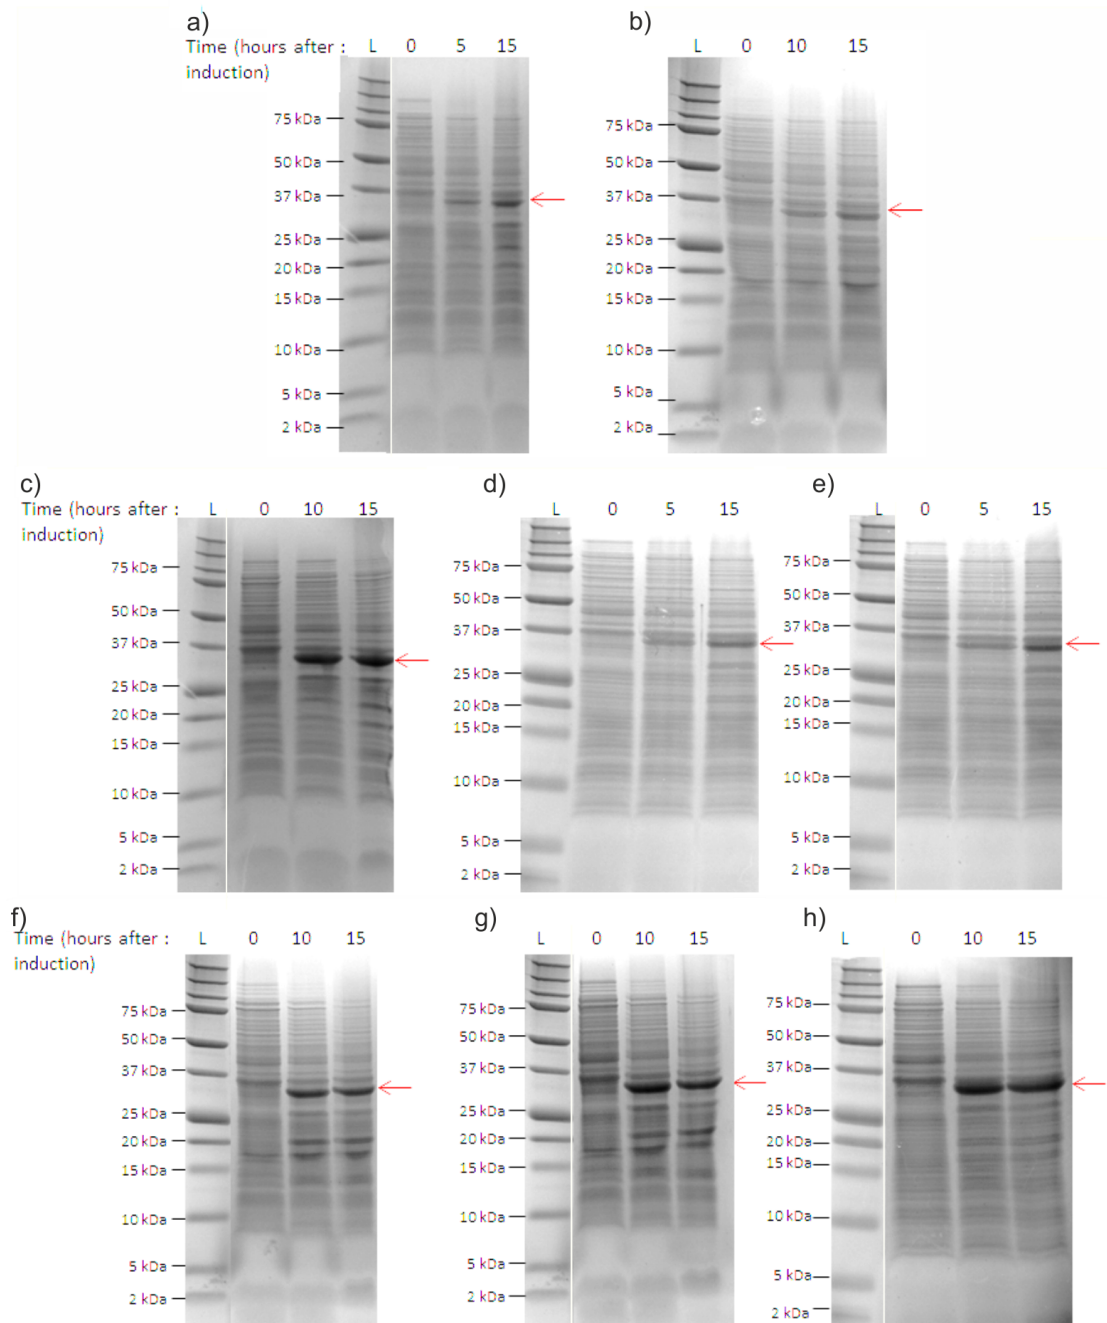 a)
Time (hours after : L 0 5 15
induction)
75 kDa
50 kDa
37 kDa
25 kDa
20 kDa
15 kDa
10 kDa
5 kDa
2 kDa
b)
L 0 10 15
75 kDa
50 kDa
37 kDa
25 kDa
20 kDa
15 kDa
10 kDa
5 kDa
2 kDa
c)
Time (hours after : L 0 10 15
induction)
75 kDa
50 kDa
37 kDa
25 kDa
20 kDa
15 kDa
10 kDa
5 kDa
2 kDa
d)
L 0 5 15
75 kDa
50 kDa
37 kDa
25 kDa
20 kDa
15 kDa
10 kDa
5 kDa
2 kDa
e)
L 0 5 15
75 kDa
50 kDa
37 kDa
25 kDa
20 kDa
15 kDa
10 kDa
5 kDa
2 kDa
f)
Time (hours after : L 0 10 15
induction)
75 kDa
50 kDa
37 kDa
25 kDa
20 kDa
15 kDa
10 kDa
5 kDa
2 kDa
g)
L 0 10 15
75 kDa
50 kDa
37 kDa
25 kDa
20 kDa
15 kDa
10 kDa
5 kDa
2 kDa
h)
L 0 10 15
75 kDa
50 kDa
37 kDa
25 kDa
20 kDa
15 kDa
10 kDa
5 kDa
2 kDa